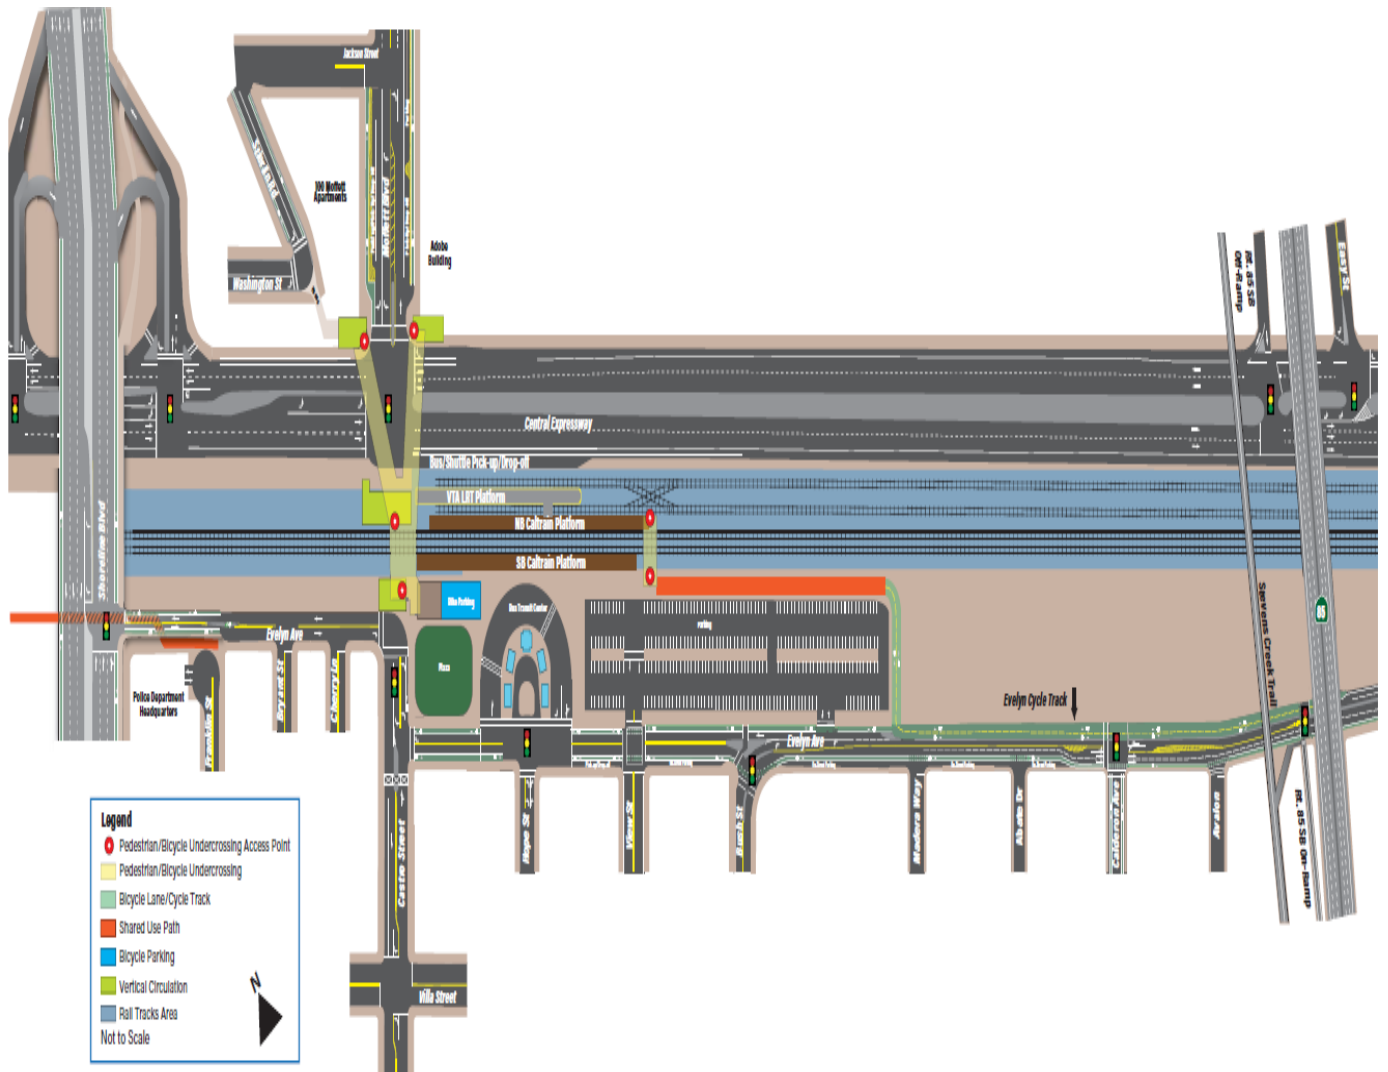 Jackson Street
Stierlin Rd
100 Moffett
Apartments
Moffett Blvd
Adobe
Building
Washington St
Rt. 85 SB
Off-Ramp
Easy St
Central Expressway
Bus/Shuttle Pick-up/Drop-off
VTA LRT Platform
NB Caltrain Platform
SB Caltrain Platform
Shoreline Blvd
85
Stevens Creek Trail
Bike Parking
Bus Transit Center
Parking
Evelyn Ave
Plaza
Police Department
Headquarters
Franklin St
Bryant St
Cherry Ln
Evelyn Cycle Track
Evelyn Ave
Castro Street
Hope St
View St
Bush St
Madera Way
Calderon Ave
Avalon
Rt. 85 SB On-Ramp
Villa Street
Legend
Pedestrian/Bicycle Undercrossing Access Point
Pedestrian/Bicycle Undercrossing
Bicycle Lane/Cycle Track
Shared Use Path
Bicycle Parking
Vertical Circulation
Rail Tracks Area
Not to Scale
N